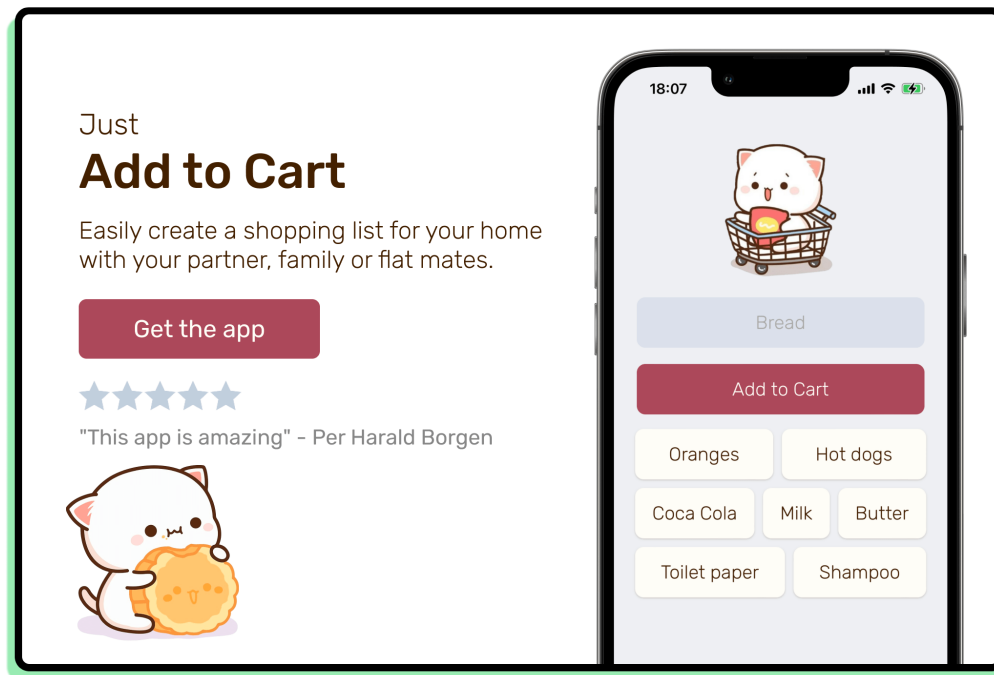 Just
Add to Cart
Easily create a shopping list for your home
with your partner, family or flat mates.
Get the app
"This app is amazing" - Per Harald Borgen
18:07
Bread
Add to Cart
Oranges
Hot dogs
Coca Cola
Milk
Butter
Toilet paper
Shampoo